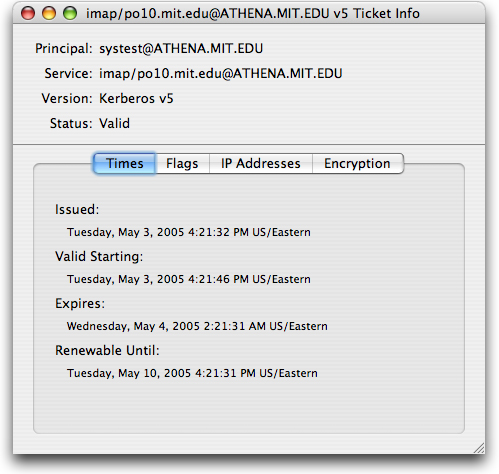 imap/po10.mit.edu@ATHENA.MIT.EDU v5 Ticket Info
Principal: systest@ATHENA.MIT.EDU
Service: imap/po10.mit.edu@ATHENA.MIT.EDU
Version: Kerberos v5
Status: Valid
Times Flags IP Addresses Encryption
Issued:
Tuesday, May 3, 2005 4:21:32 PM US/Eastern
Valid Starting:
Tuesday, May 3, 2005 4:21:46 PM US/Eastern
Expires:
Wednesday, May 4, 2005 2:21:31 AM US/Eastern
Renewable Until:
Tuesday, May 10, 2005 4:21:31 PM US/Eastern